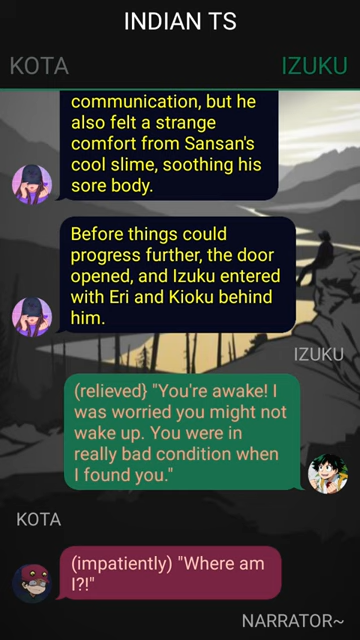 INDIAN TS
KOTA
IZUKU
communication, but he
also felt a strange
comfort from Sansan's
cool slime, soothing his
sore body.
Before things could
progress further, the door
opened, and Izuku entered
with Eri and Kioku behind
him.
IZUKU
(relieved} "You're awake! I
was worried you might not
wake up. You were in
really bad condition when
I found you."
KOTA
(impatiently) "Where am
I?!"
NARRATOR~